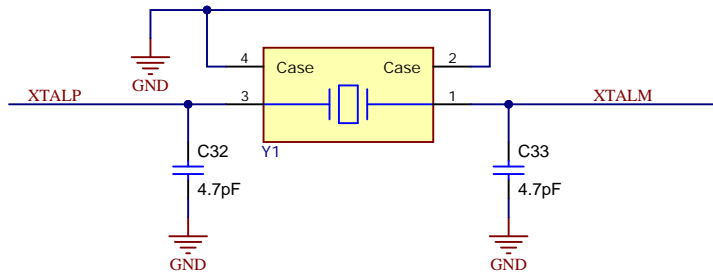 4 Case Case 2
GND
XTALP 3 1 XTALM
Y1
C32 C33
4.7pF 4.7pF
GND GND